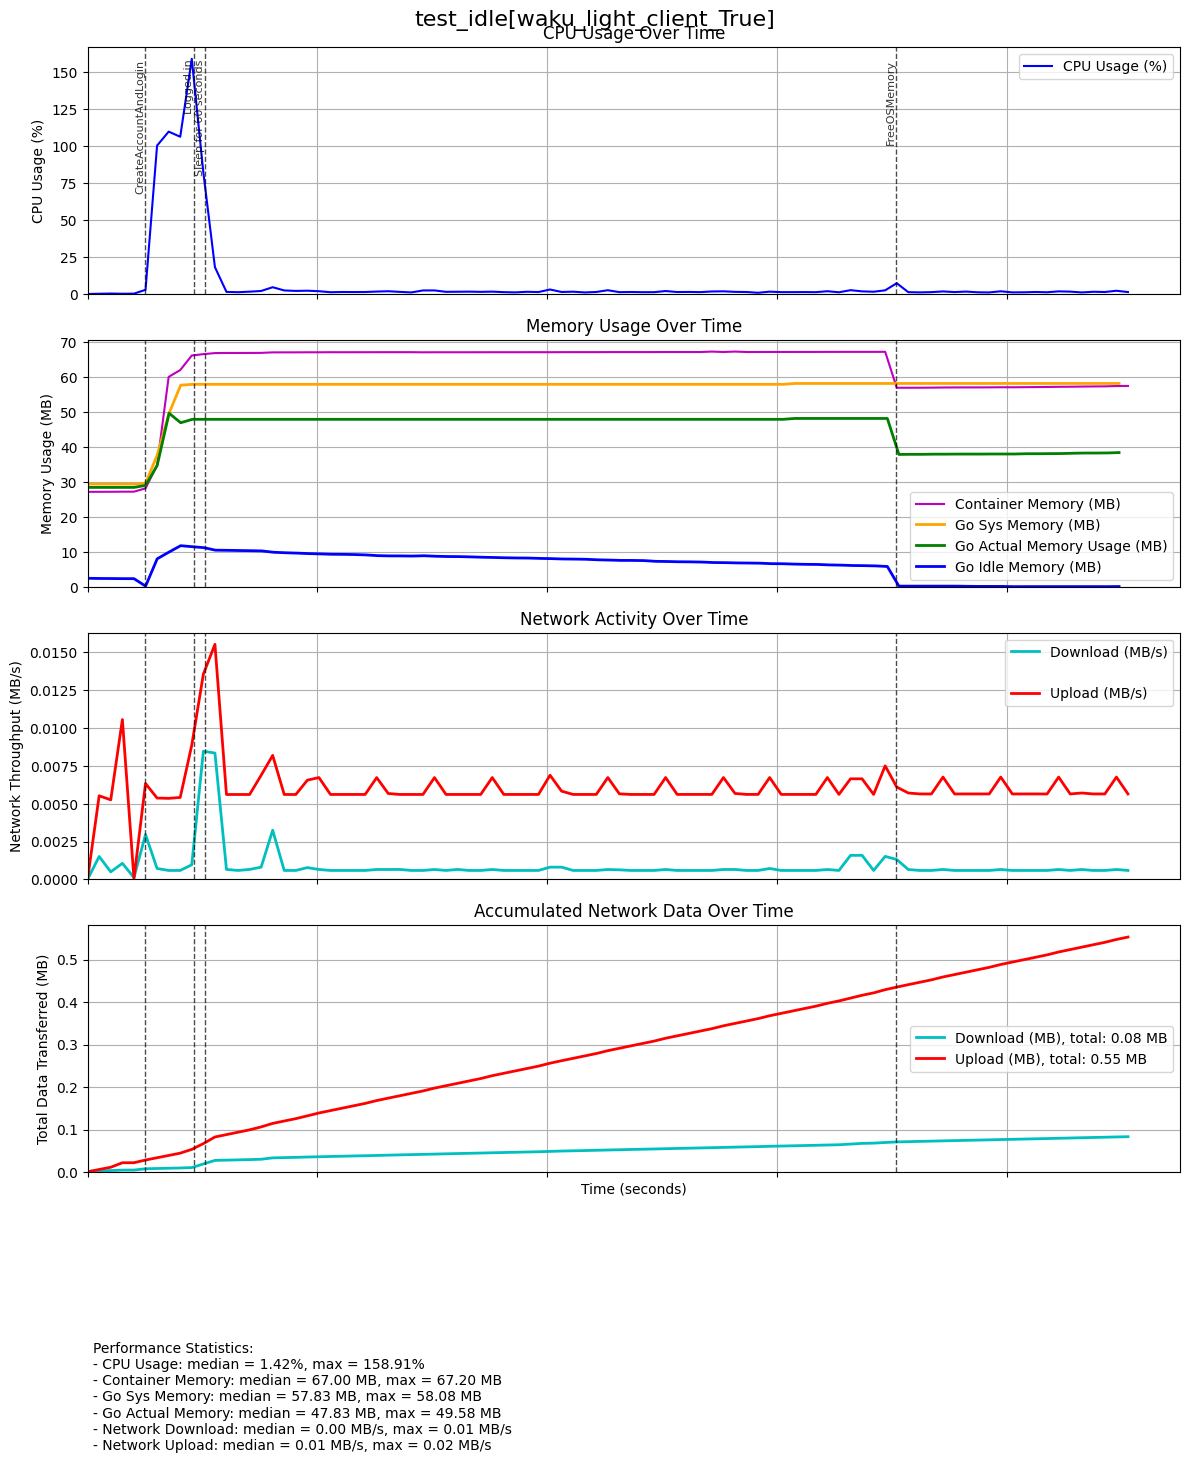 test_idle[waku_light_client_True]
CPU Usage Over Time
CPU Usage (%)
150
125
100
75
50
25
0
CreateAccountAndLogin
Logged in
Sleep for 60 seconds
FreeOSMemory
CPU Usage (%)
Memory Usage Over Time
Memory Usage (MB)
70
60
50
40
30
20
10
0
Container Memory (MB)
Go Sys Memory (MB)
Go Actual Memory Usage (MB)
Go Idle Memory (MB)
Network Activity Over Time
Network Throughput (MB/s)
0.0150
0.0125
0.0100
0.0075
0.0050
0.0025
0.0000
Download (MB/s)
Upload (MB/s)
Accumulated Network Data Over Time
Total Data Transferred (MB)
0.5
0.4
0.3
0.2
0.1
0.0
Download (MB), total: 0.08 MB
Upload (MB), total: 0.55 MB
Time (seconds)
Performance Statistics:
- CPU Usage: median = 1.42%, max = 158.91%
- Container Memory: median = 67.00 MB, max = 67.20 MB
- Go Sys Memory: median = 57.83 MB, max = 58.08 MB
- Go Actual Memory: median = 47.83 MB, max = 49.58 MB
- Network Download: median = 0.00 MB/s, max = 0.01 MB/s
- Network Upload: median = 0.01 MB/s, max = 0.02 MB/s